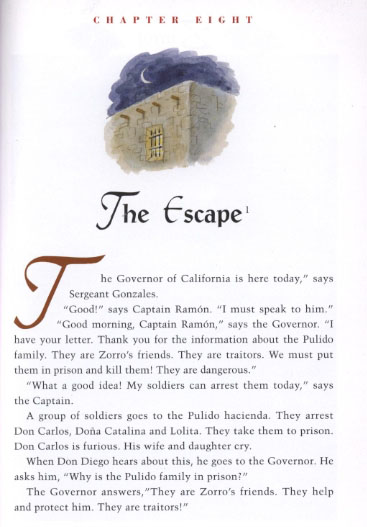 CHAPTER EIGHT
The Escape1
The Governor of California is here today," says
Sergeant Gonzales.
"Good!" says Captain Ramón. "I must speak to him."
"Good morning, Captain Ramón," says the Governor. "I
have your letter. Thank you for the information about the Pulido
family. They are Zorro's friends. They are traitors. We must put
them in prison and kill them! They are dangerous."
"What a good idea! My soldiers can arrest them today," says
the Captain.
A group of soldiers goes to the Pulido hacienda. They arrest
Don Carlos, Doña Catalina and Lolita. They take them to prison.
Don Carlos is furious. His wife and daughter cry.
When Don Diego hears about this, he goes to the Governor. He
asks him, "Why is the Pulido family in prison?"
The Governor answers,"They are Zorro's friends. They help
and protect him. They are traitors!"